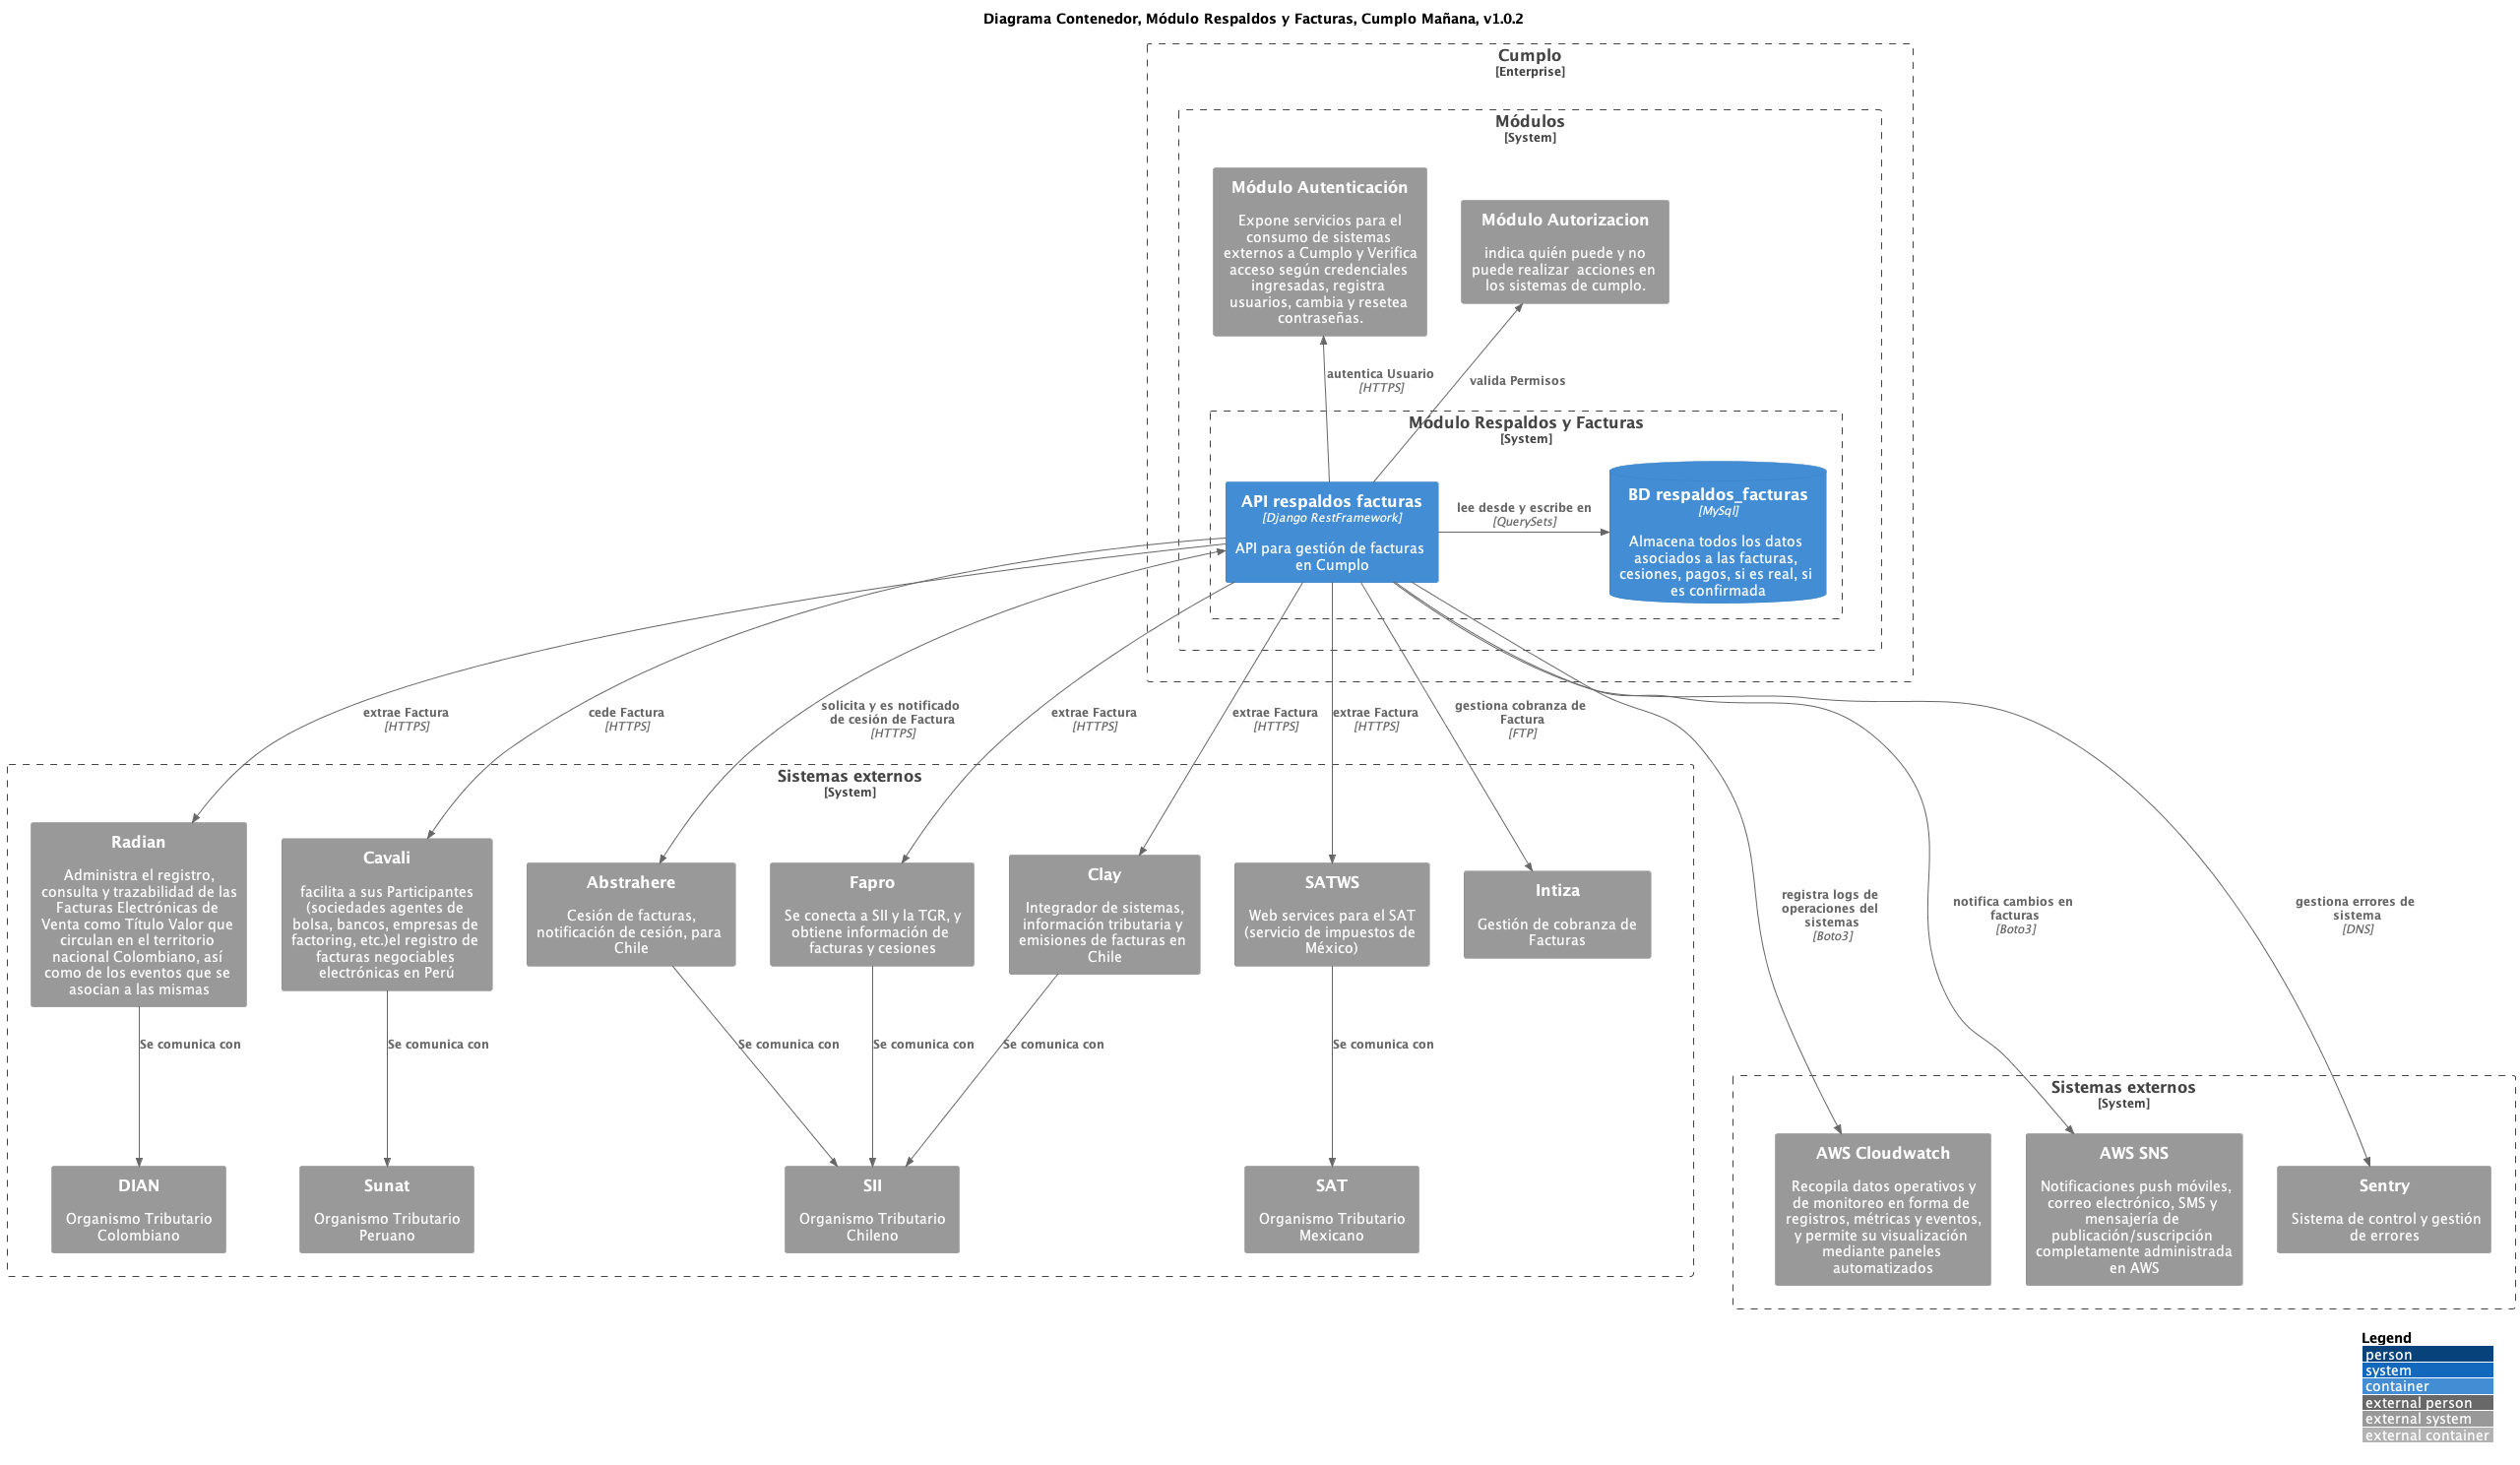 Diagrama Contenedor, Módulo Respaldos y Facturas, Cumplo Mañana, v1.0.2
Cumplo
[Enterprise]
Módulos
[System]
Módulo Autenticación
Expone servicios para el
consumo de sistemas
externos a Cumplo y Verifica
acceso según credenciales
ingresadas, registra
usuarios, cambia y resetea
contraseñas.
Módulo Autorizacion
indica quién puede y no
puede realizar  acciones en
los sistemas de cumplo.
autentica Usuario
[HTTPS]
valida Permisos
Módulo Respaldos y Facturas
[System]
API respaldos facturas
[Django RestFramework]
API para gestión de facturas
en Cumplo
lee desde y escribe en
[QuerySets]
BD respaldos_facturas
[MySql]
Almacena todos los datos
asociados a las facturas,
cesiones, pagos, si es real, si
es confirmada
extrae Factura
[HTTPS]
cede Factura
[HTTPS]
solicita y es notificado
de cesión de Factura
[HTTPS]
extrae Factura
[HTTPS]
extrae Factura
[HTTPS]
extrae Factura
[HTTPS]
gestiona cobranza de
Factura
[FTP]
registra logs de
operaciones del
sistemas
[Boto3]
notifica cambios en
facturas
[Boto3]
gestiona errores de
sistema
[DNS]
Sistemas externos
[System]
Radian
Administra el registro,
consulta y trazabilidad de las
Facturas Electrónicas de
Venta como Título Valor que
circulan en el territorio
nacional Colombiano, así
como de los eventos que se
asocian a las mismas
Cavali
facilita a sus Participantes
(sociedades agentes de
bolsa, bancos, empresas de
factoring, etc.)el registro de
facturas negociables
electrónicas en Perú
Abstrahere
Cesión de facturas,
notificación de cesión, para
Chile
Fapro
Se conecta a SII y la TGR, y
obtiene información de
facturas y cesiones
Clay
Integrador de sistemas,
información tributaria y
emisiones de facturas en
Chile
SATWS
Web services para el SAT
(servicio de impuestos de
México)
Intiza
Gestión de cobranza de
Facturas
Se comunica con
Se comunica con
Se comunica con
Se comunica con
Se comunica con
Se comunica con
DIAN
Organismo Tributario
Colombiano
Sunat
Organismo Tributario
Peruano
SII
Organismo Tributario
Chileno
SAT
Organismo Tributario
Mexicano
Sistemas externos
[System]
AWS Cloudwatch
Recopila datos operativos y
de monitoreo en forma de
registros, métricas y eventos,
y permite su visualización
mediante paneles
automatizados
AWS SNS
Notificaciones push móviles,
correo electrónico, SMS y
mensajería de
publicación/suscripción
completamente administrada
en AWS
Sentry
Sistema de control y gestión
de errores
Legend
person
system
container
external person
external system
external container